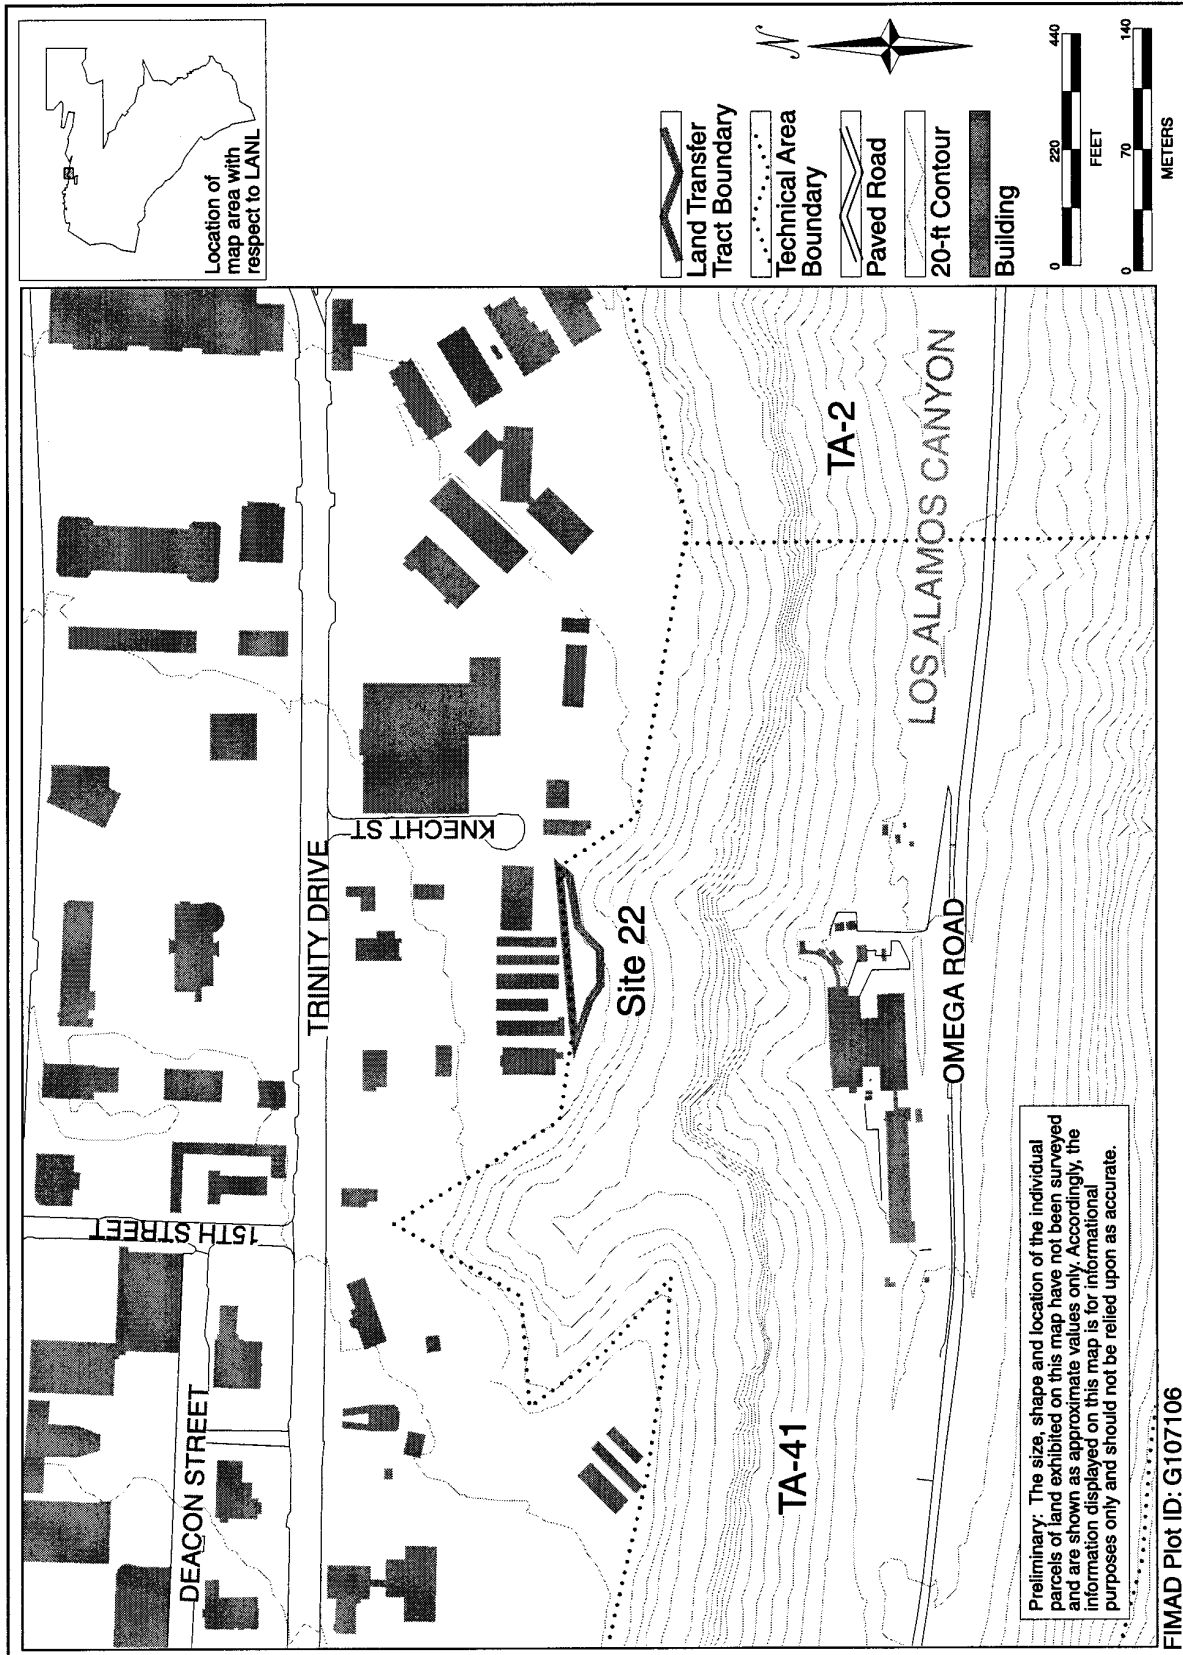 Location of
map area with
respect to LANL
N
Land Transfer
Tract Boundary
Technical Area
Boundary
Paved Road
20-ft Contour
Building
0 220 440
FEET
0 70 140
METERS
DEACON STREET
15TH STREET
TRINITY DRIVE
KNECHT ST
Site 22
TA-41
TA-2
LOS ALAMOS CANYON
OMEGA ROAD
Preliminary: The size, shape and location of the individual
parcels of land exhibited on this map have not been surveyed
and are shown as approximate values only. Accordingly, the
information displayed on this map is for informational
purposes only and should not be relied upon as accurate.
FIMAD Plot ID: G107106